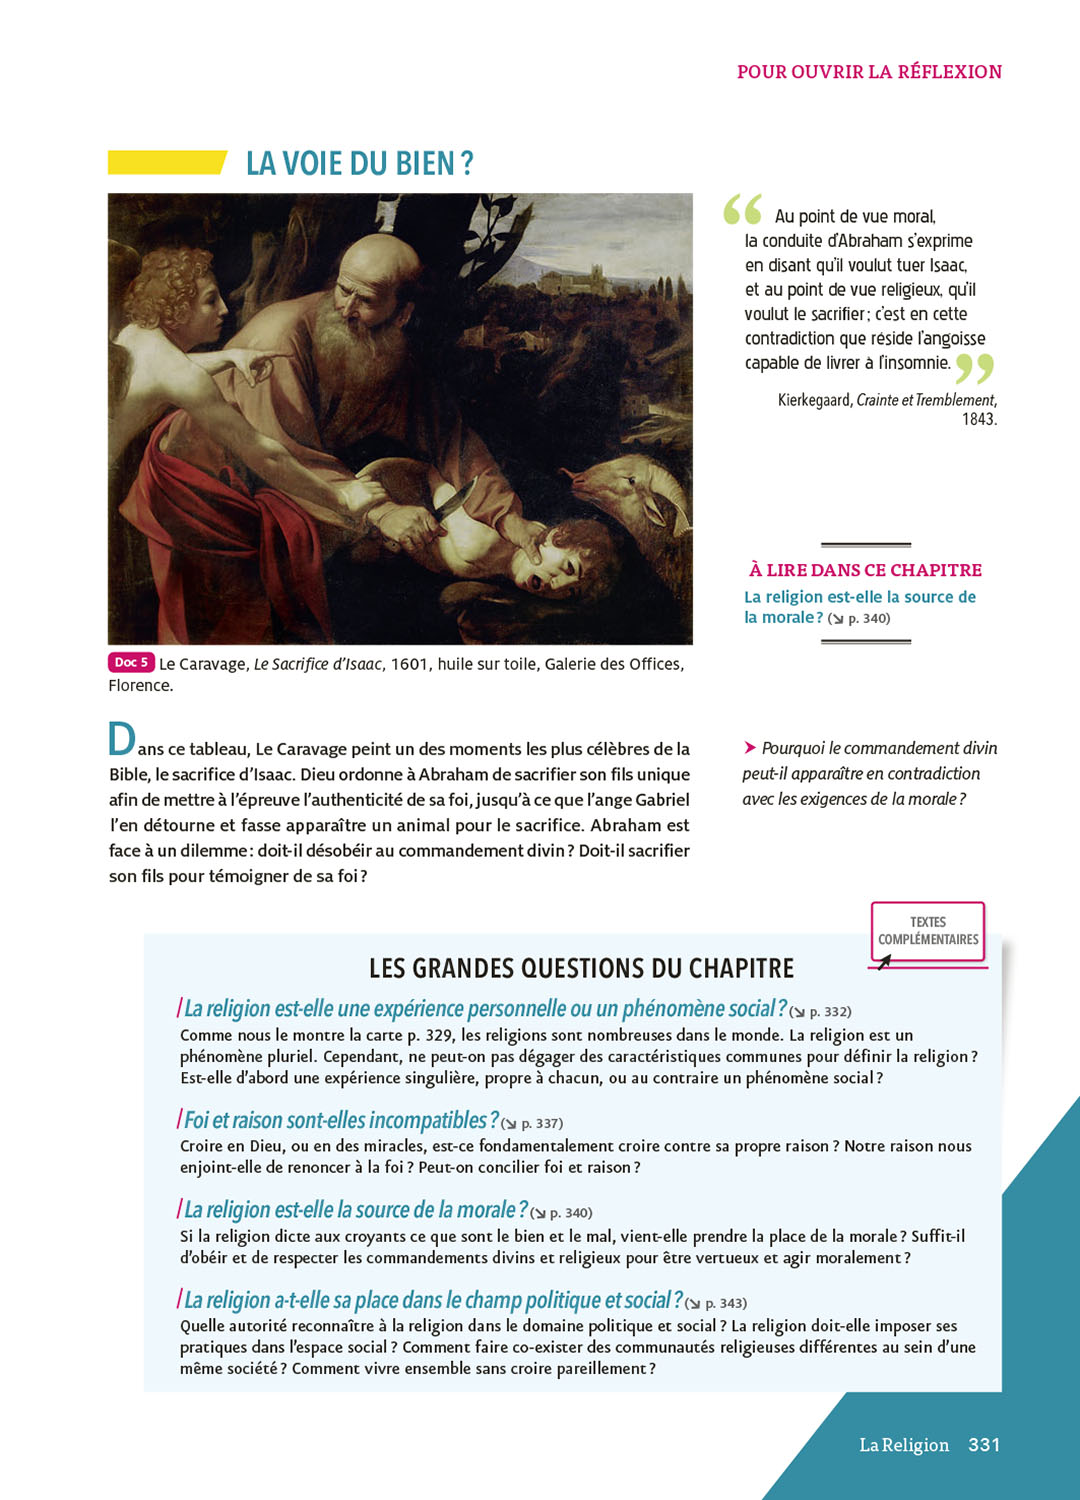 POUR OUVRIR LA RÉFLEXION
LA VOIE DU BIEN ?
“ Au point de vue moral,
la conduite d’Abraham s’exprime
en disant qu’il voulut tuer Isaac,
et au point de vue religieux, qu’il
voulut le sacrifier ; c’est en cette
contradiction que réside l’angoisse
capable de livrer à l’insomnie. ”
Kierkegaard, Crainte et Tremblement,
1843.
À LIRE DANS CE CHAPITRE
La religion est-elle la source de
la morale ? (↘ p. 340)
Doc 5 Le Caravage, Le Sacrifice d’Isaac, 1601, huile sur toile, Galerie des Offices,
Florence.
Dans ce tableau, Le Caravage peint un des moments les plus célèbres de la
Bible, le sacrifice d’Isaac. Dieu ordonne à Abraham de sacrifier son fils unique
afin de mettre à l’épreuve l’authenticité de sa foi, jusqu’à ce que l’ange Gabriel
l’en détourne et fasse apparaître un animal pour le sacrifice. Abraham est
face à un dilemme : doit-il désobéir au commandement divin ? Doit-il sacrifier
son fils pour témoigner de sa foi ?
➤ Pourquoi le commandement divin
peut-il apparaître en contradiction
avec les exigences de la morale ?
TEXTES
COMPLÉMENTAIRES
LES GRANDES QUESTIONS DU CHAPITRE
/La religion est-elle une expérience personnelle ou un phénomène social ? (↘ p. 332)
Comme nous le montre la carte p. 329, les religions sont nombreuses dans le monde. La religion est un
phénomène pluriel. Cependant, ne peut-on pas dégager des caractéristiques communes pour définir la religion ?
Est-elle d’abord une expérience singulière, propre à chacun, ou au contraire un phénomène social ?
/Foi et raison sont-elles incompatibles ? (↘ p. 337)
Croire en Dieu, ou en des miracles, est-ce fondamentalement croire contre sa propre raison ? Notre raison nous
enjoint-elle de renoncer à la foi ? Peut-on concilier foi et raison ?
/La religion est-elle la source de la morale ? (↘ p. 340)
Si la religion dicte aux croyants ce que sont le bien et le mal, vient-elle prendre la place de la morale ? Suffit-il
d’obéir et de respecter les commandements divins et religieux pour être vertueux et agir moralement ?
/La religion a-t-elle sa place dans le champ politique et social ? (↘ p. 343)
Quelle autorité reconnaître à la religion dans le domaine politique et social ? La religion doit-elle imposer ses
pratiques dans l’espace social ? Comment faire co-exister des communautés religieuses différentes au sein d’une
même société ? Comment vivre ensemble sans croire pareillement ?
La Religion 331